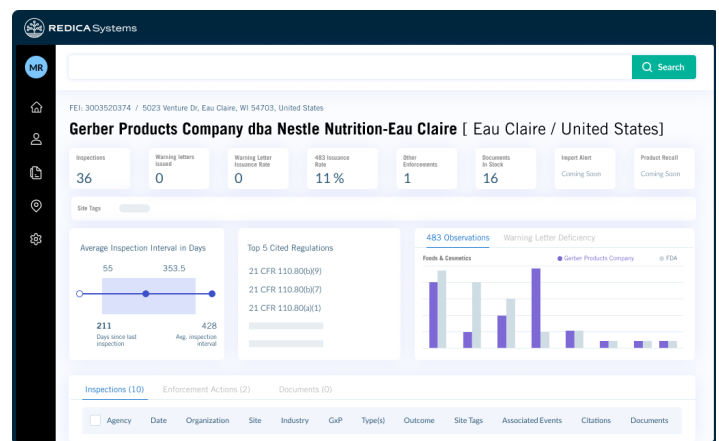 REDICA Systems
MR
Search
FEI: 3003520374 / 5023 Venture Dr, Eau Claire, WI 54703, United States
Gerber Products Company dba Nestle Nutrition-Eau Claire [ Eau Claire / United States]
Inspections
36
Warning letters Issued
0
Warning Letter Issuance Rate
0
483 Issuance Rate
11%
Other Enforcements
1
Documents In Stock
16
Import Alert
Coming Soon
Product Recall
Coming Soon
Site Tags
Average Inspection Interval in Days
55 353.5
211 428
Days since last inspection
Avg. inspection interval
Top 5 Cited Regulations
21 CFR 110.80(b)(9)
21 CFR 110.80(b)(7)
21 CFR 110.80(a)(1)
483 Observations Warning Letter Deficiency
Foods & Cosmetics Gerber Products Company FDA
Inspections (10) Enforcement Actions (2) Documents (0)
Agency Date Organization Site Industry GxP Type(s) Outcome Site Tags Associated Events Citations Documents